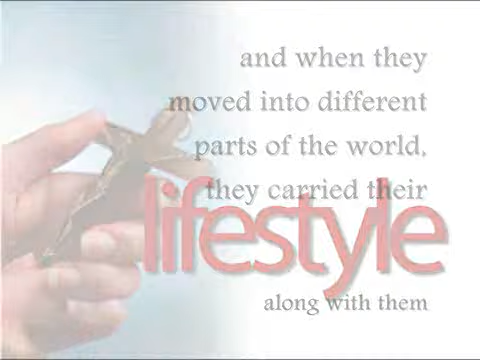 and when they
moved into different
parts of the world,
they carried their
lifestyle
along with them